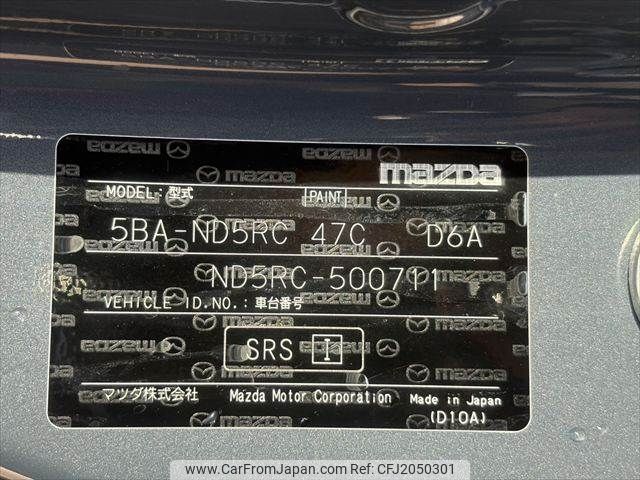 mazda
MODEL:型式 PAINT
5BA-ND5RC 47C D6A
ND5RC-500711
VEHICLE ID.NO.:車台番号
SRS I
マツダ株式会社 Mazda Motor Corporation Made in Japan
(D10A)
www.CarFromJapan.com | © CarFromJapan | CFJ2050301